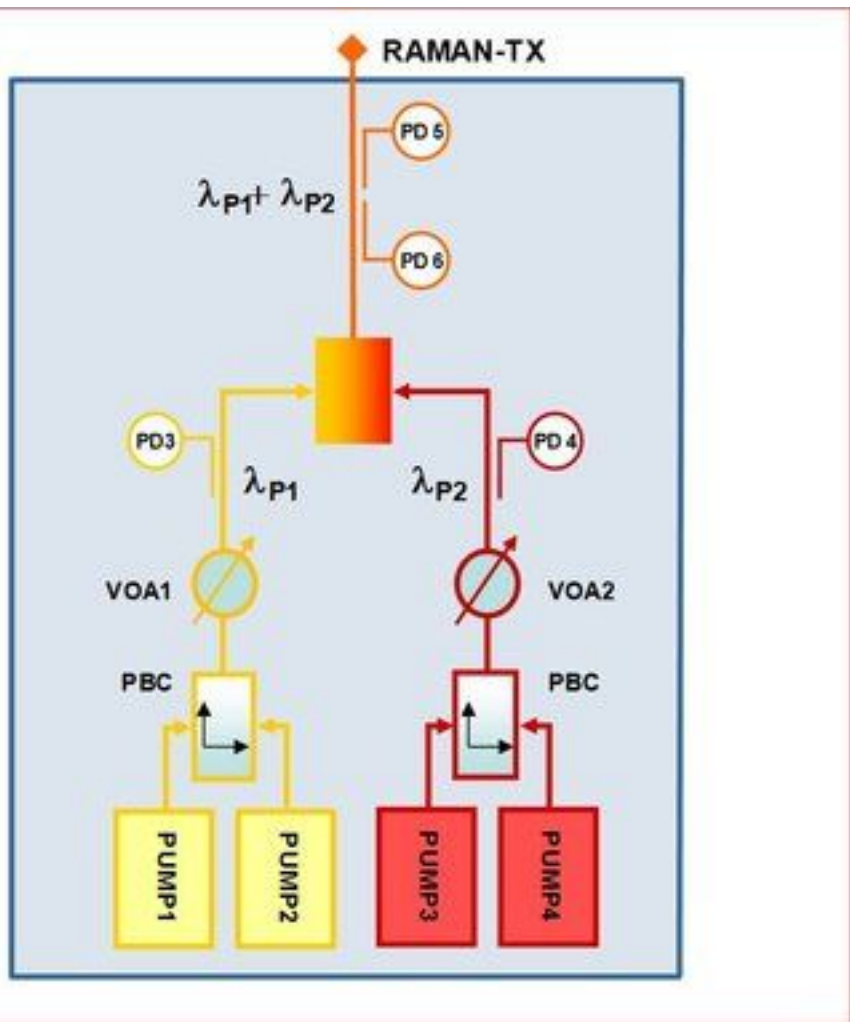 RAMAN-TX
PD 5
λP1+ λP2
PD 6
PD3
PD 4
λP1
λP2
VOA1
VOA2
PBC
PBC
PUMP1
PUMP2
PUMP3
PUMP4